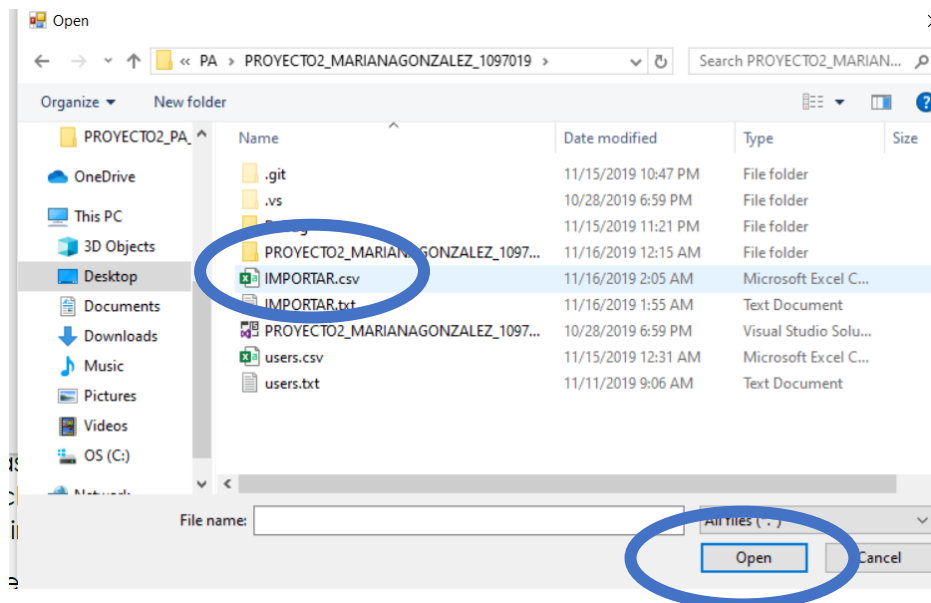 Open
« PA › PROYECTO2_MARIANAGONZALEZ_1097019 ›
Search PROYECTO2_MARIAN...
Organize
New folder
Name
Date modified
Type
Size
PROYECTO2_PA_
OneDrive
This PC
3D Objects
Desktop
Documents
Downloads
Music
Pictures
Videos
OS (C:)
.git 11/15/2019 10:47 PM File folder
.vs 10/28/2019 6:59 PM File folder
11/15/2019 11:21 PM File folder
PROYECTO2_MARIANAGONZALEZ_1097... 11/16/2019 12:15 AM File folder
IMPORTAR.csv 11/16/2019 2:05 AM Microsoft Excel C...
IMPORTAR.txt 11/16/2019 1:55 AM Text Document
PROYECTO2_MARIANAGONZALEZ_1097... 10/28/2019 6:59 PM Visual Studio Solu...
users.csv 11/15/2019 12:31 AM Microsoft Excel C...
users.txt 11/11/2019 9:06 AM Text Document
File name:
All files (*.*)
Open
Cancel